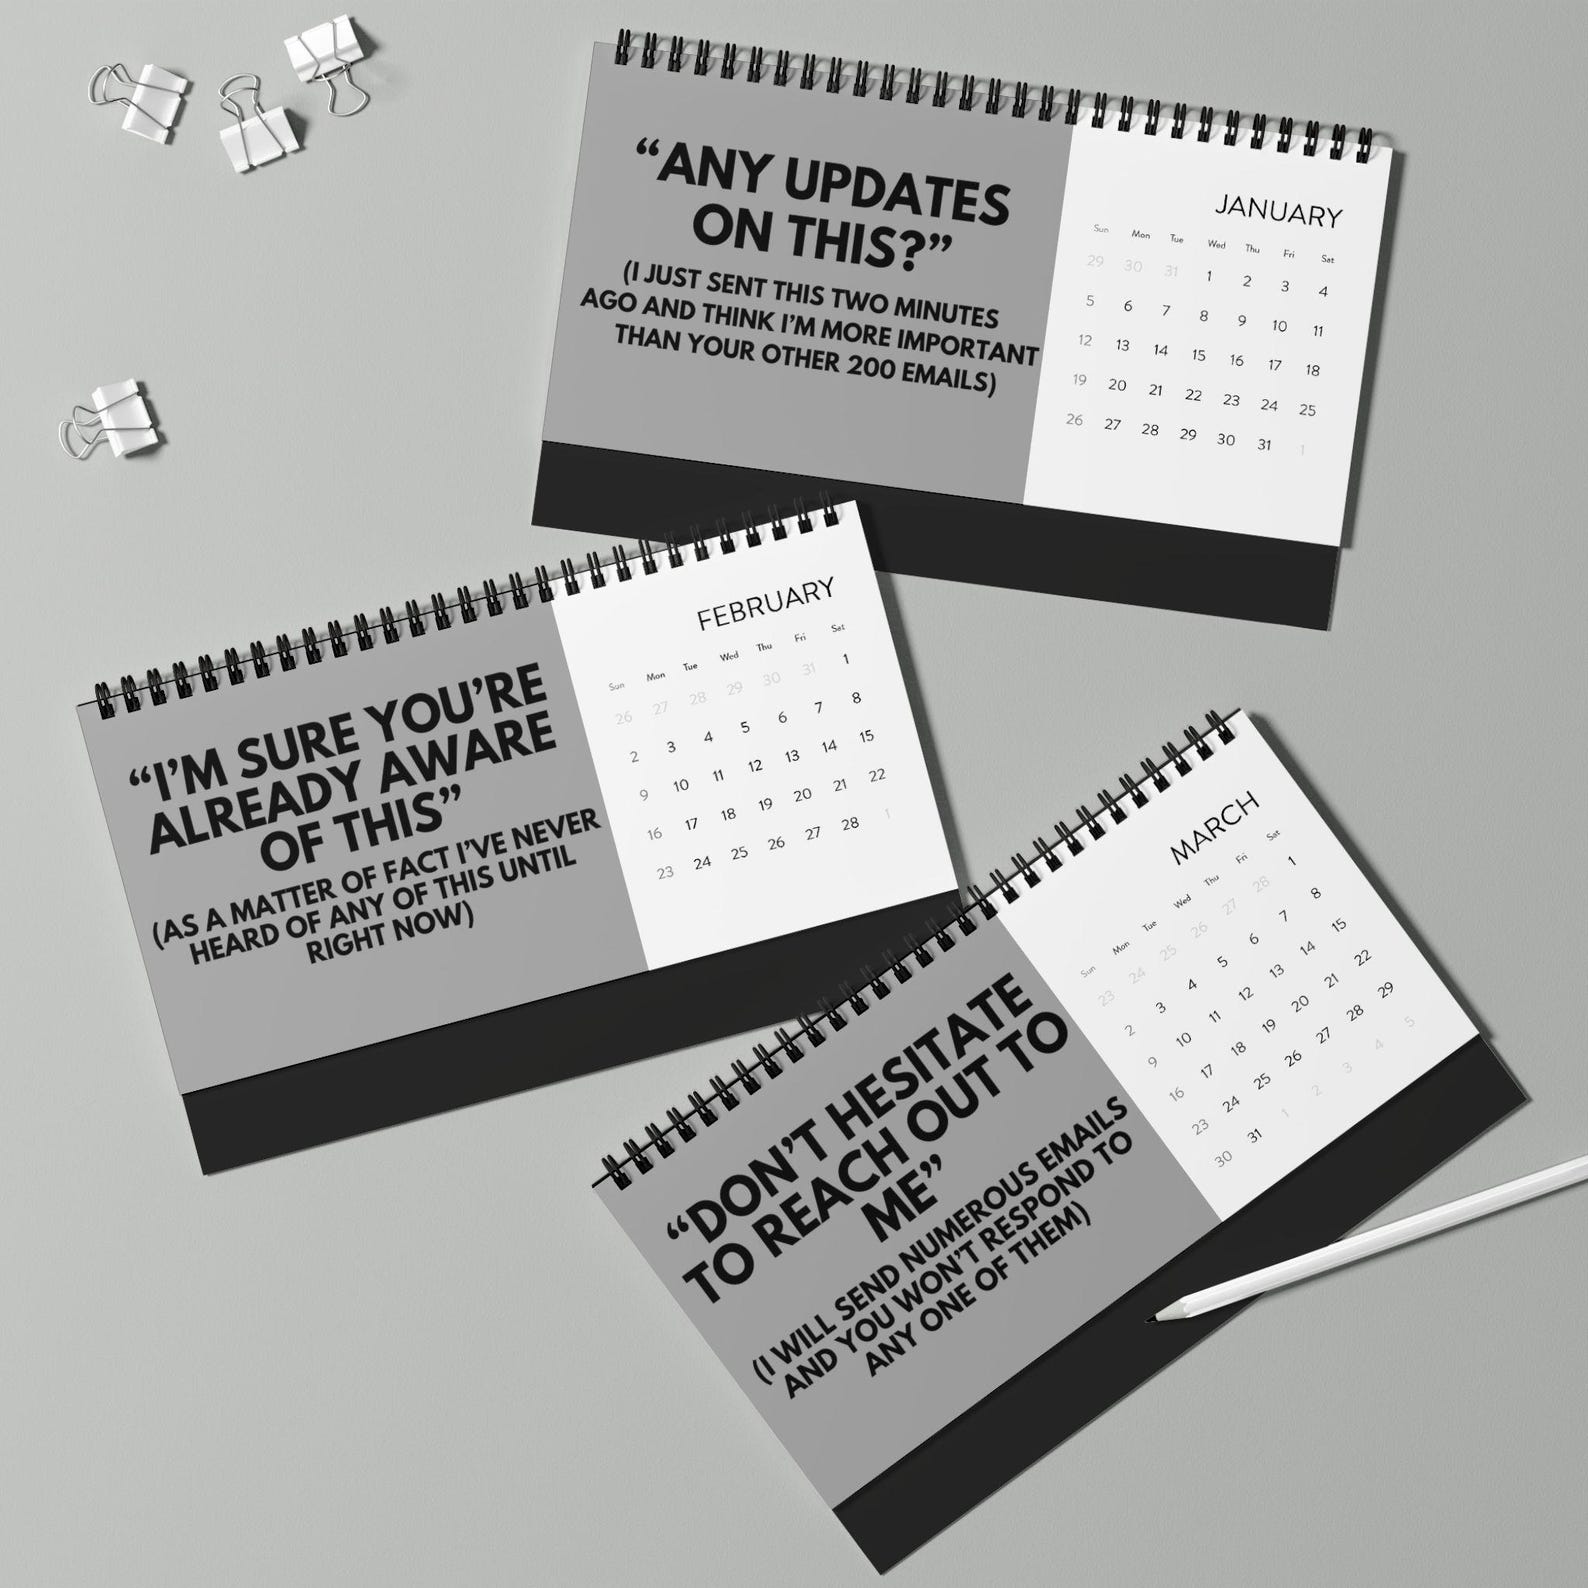 “ANY UPDATES
ON THIS?”
(I JUST SENT THIS TWO MINUTES
AGO AND THINK I’M MORE IMPORTANT
THAN YOUR OTHER 200 EMAILS)
JANUARY
Sun Mon Tue Wed Thu Fri Sat
29 30 31 1 2 3 4
5 6 7 8 9 10 11
12 13 14 15 16 17 18
19 20 21 22 23 24 25
26 27 28 29 30 31 1
“I’M SURE YOU’RE
ALREADY AWARE
OF THIS”
(AS A MATTER OF FACT I’VE NEVER
HEARD OF ANY OF THIS UNTIL
RIGHT NOW)
FEBRUARY
Sun Mon Tue Wed Thu Fri Sat
26 27 28 29 30 31 1
2 3 4 5 6 7 8
9 10 11 12 13 14 15
16 17 18 19 20 21 22
23 24 25 26 27 28 1
“DON’T HESITATE
TO REACH OUT TO
ME”
(I WILL SEND NUMEROUS EMAILS
AND YOU WON’T RESPOND TO
ANY ONE OF THEM)
MARCH
Sun Mon Tue Wed Thu Fri Sat
23 24 25 26 27 28 1
2 3 4 5 6 7 8
9 10 11 12 13 14 15
16 17 18 19 20 21 22
23 24 25 26 27 28 29
30 31 1 2 3 4 5